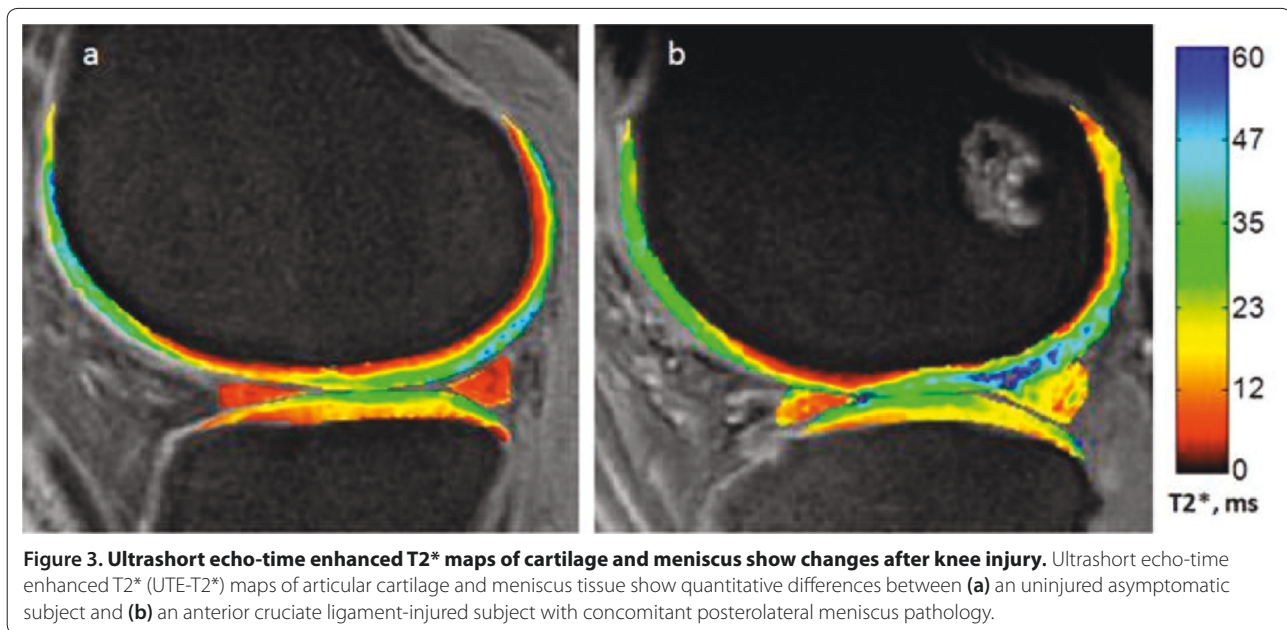 a
b
60
47
35
23
12
0
T2*, ms
Figure 3. Ultrashort echo-time enhanced T2* maps of cartilage and meniscus show changes after knee injury. Ultrashort echo-time
enhanced T2* (UTE-T2*) maps of articular cartilage and meniscus tissue show quantitative differences between (a) an uninjured asymptomatic
subject and (b) an anterior cruciate ligament-injured subject with concomitant posterolateral meniscus pathology.